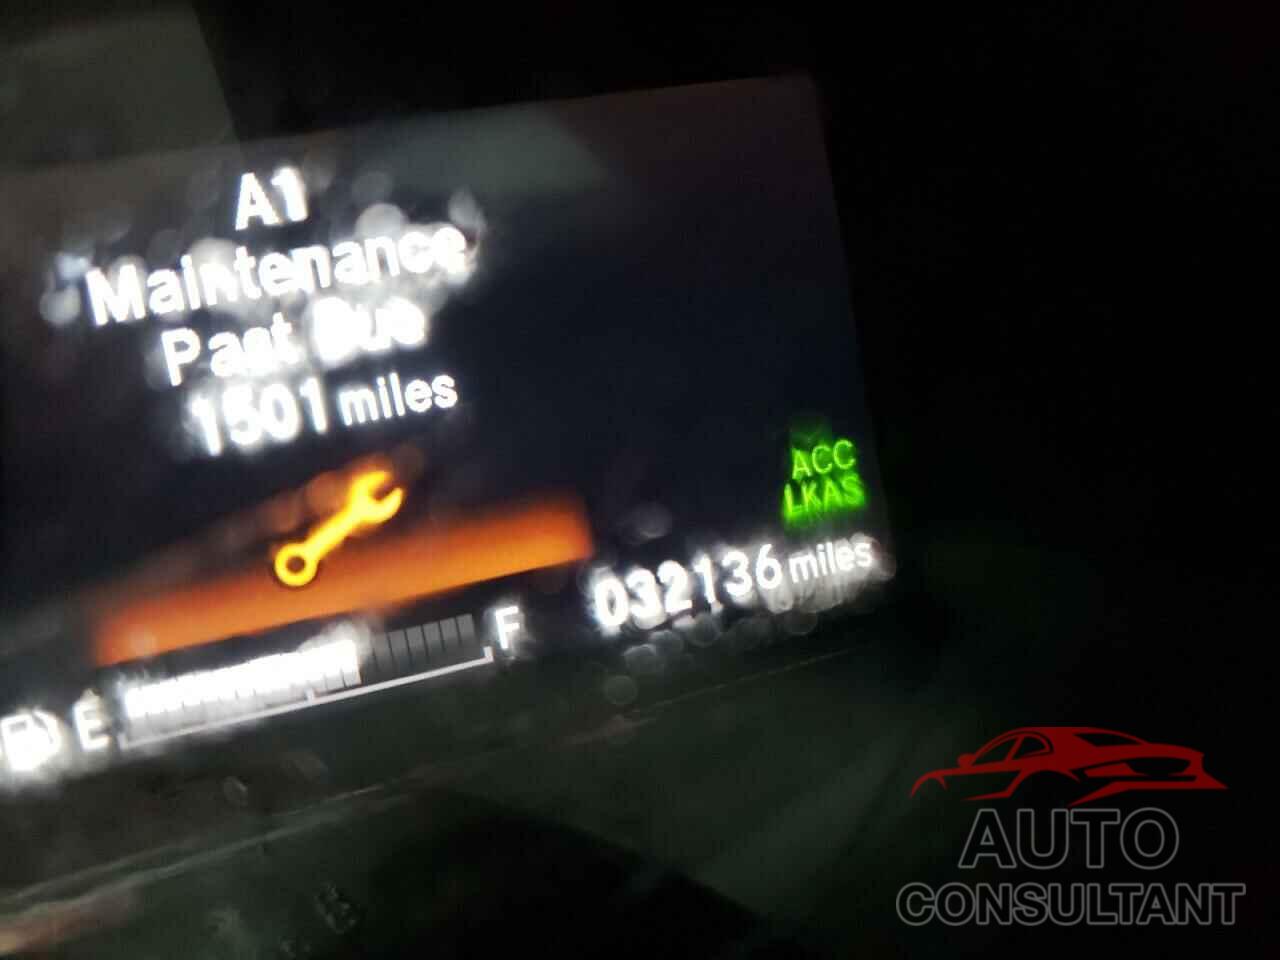 A1
Maintenance
Past Due
1501 miles
ACC
LKAS
032136 miles
E F
AUTO
CONSULTANT